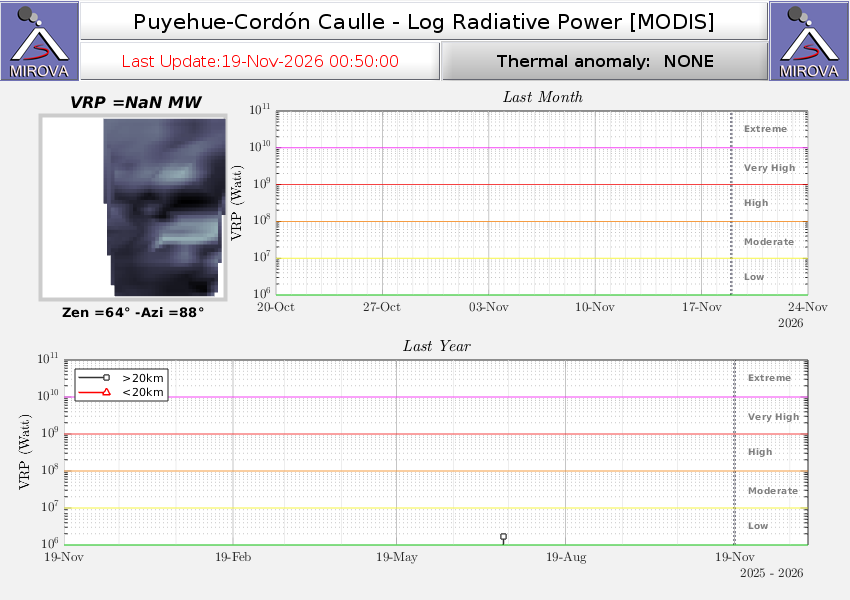 Puyehue-Cordón Caulle - Log Radiative Power [MODIS]
MIROVA
Last Update:19-Nov-2026 00:50:00
Thermal anomaly: NONE
MIROVA
VRP =NaN MW
Zen =64° -Azi =88°
Last Month
VRP (Watt)
10^11
10^10
10^9
10^8
10^7
10^6
Extreme
Very High
High
Moderate
Low
20-Oct
27-Oct
03-Nov
10-Nov
17-Nov
24-Nov
2026
Last Year
VRP (Watt)
10^11
10^10
10^9
10^8
10^7
10^6
>20km
<20km
Extreme
Very High
High
Moderate
Low
19-Nov
19-Feb
19-May
19-Aug
19-Nov
2025 - 2026